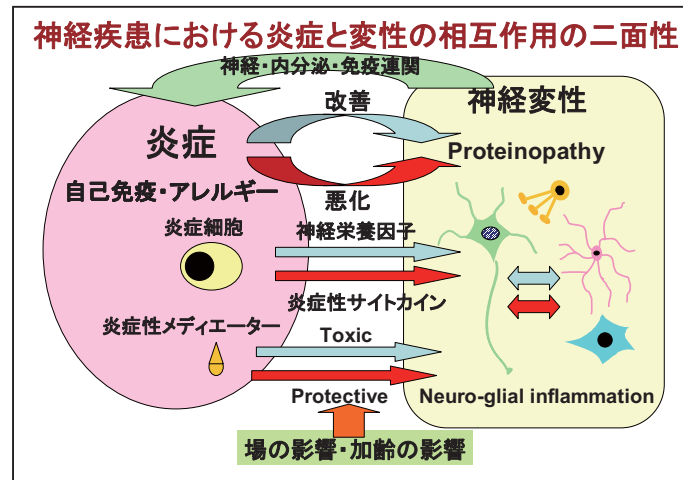 神経疾患における炎症と変性の相互作用の二面性
神経・内分泌・免疫連関
改善
神経変性
炎症
Proteinopathy
自己免疫・アレルギー
悪化
炎症細胞
神経栄養因子
炎症性サイトカイン
炎症性メディエーター
Toxic
Protective
Neuro-glial inflammation
場の影響・加齢の影響